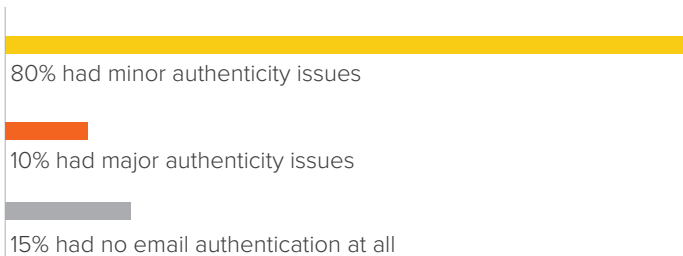 80% had minor authenticity issues
10% had major authenticity issues
15% had no email authentication at all